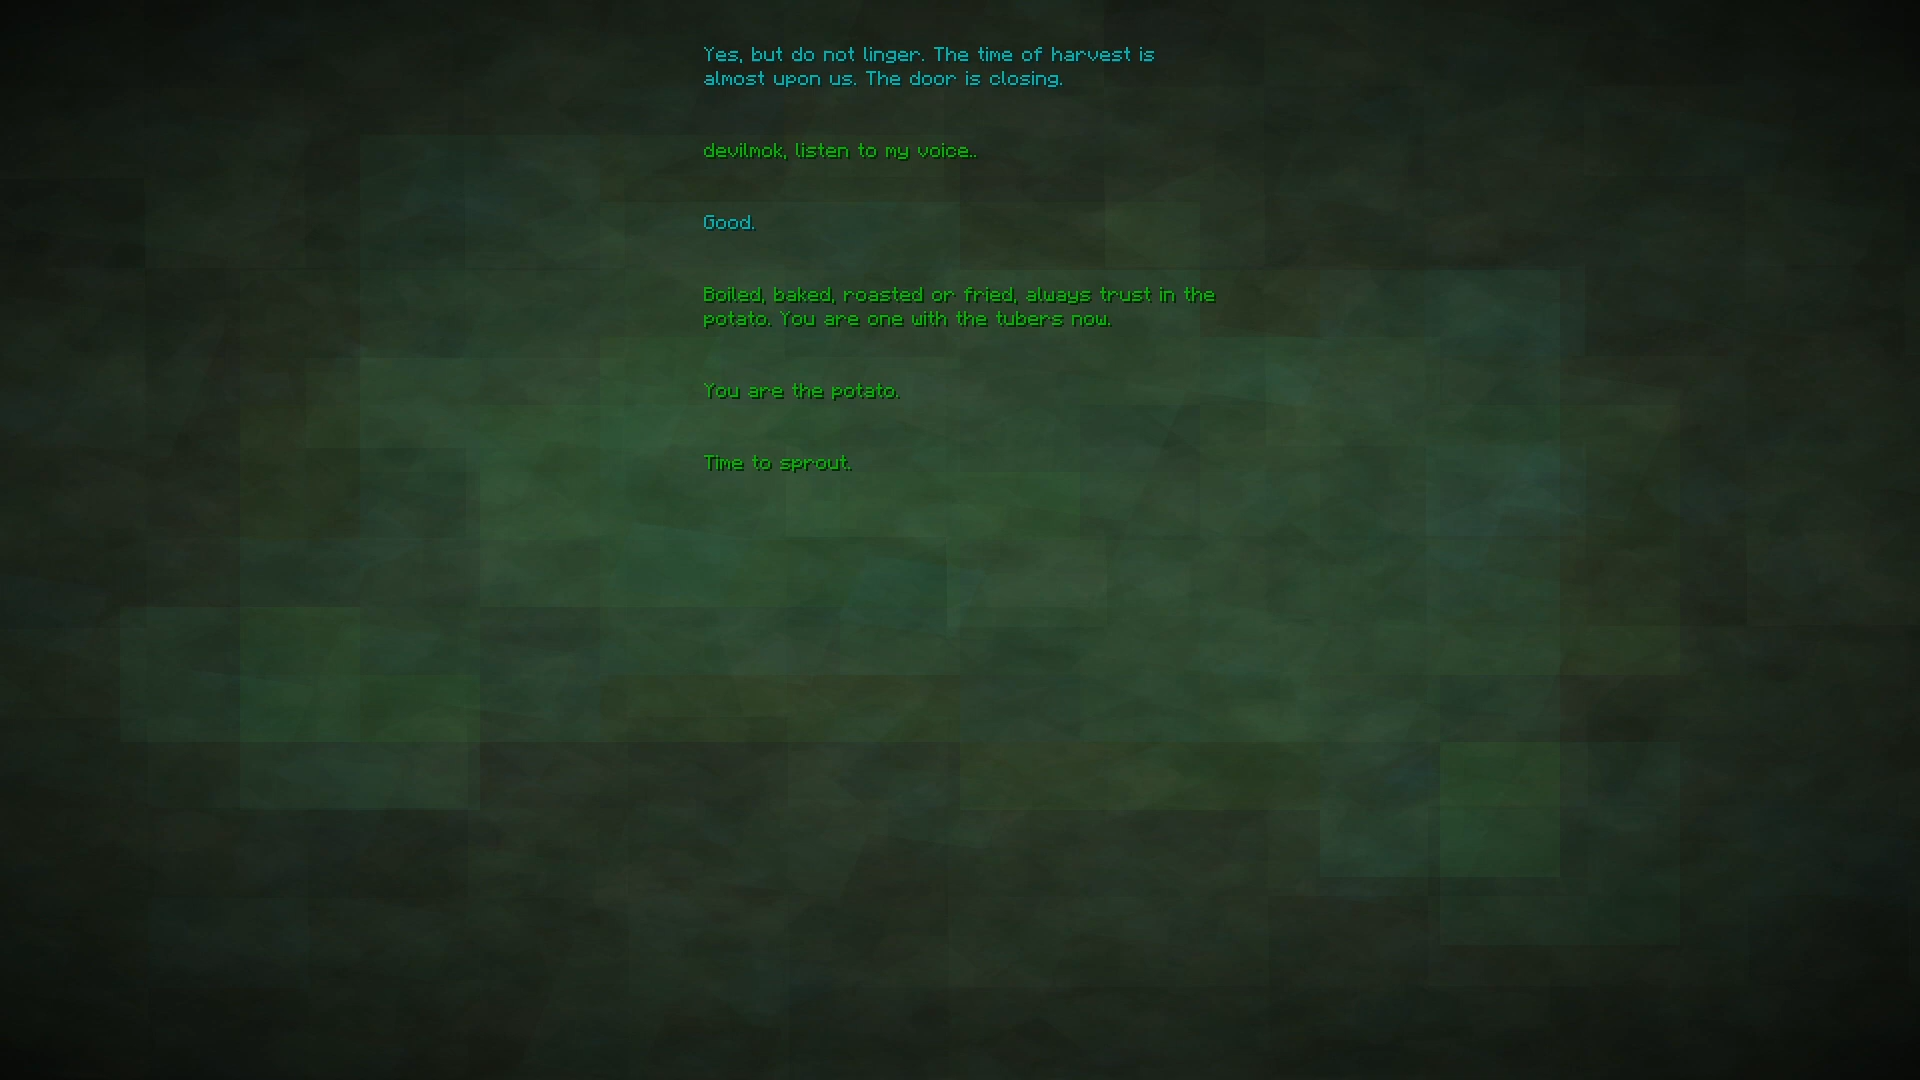 Yes, but do not linger. The time of harvest is
almost upon us. The door is closing.
devilmok, listen to my voice..
Good.
Boiled, baked, roasted or fried, always trust in the
potato. You are one with the tubers now.
You are the potato.
Time to sprout.